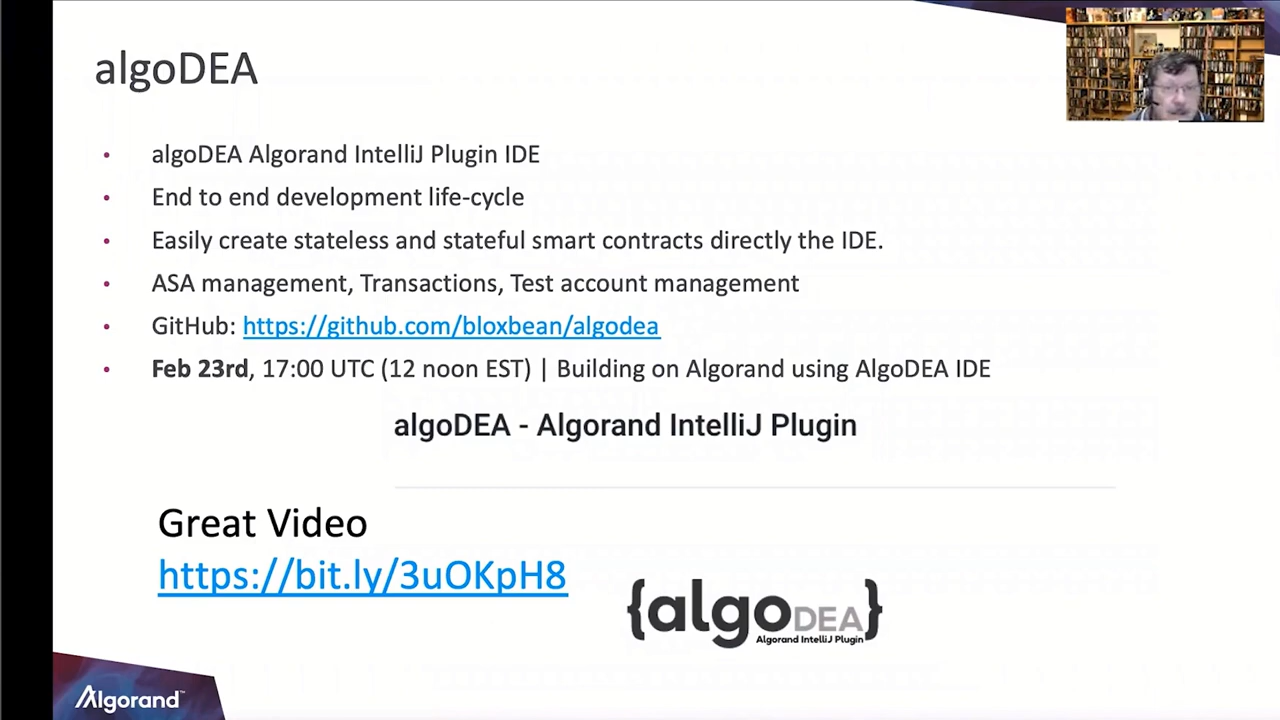 algoDEA
• algoDEA Algorand IntelliJ Plugin IDE
• End to end development life-cycle
• Easily create stateless and stateful smart contracts directly the IDE.
• ASA management, Transactions, Test account management
• GitHub: https://github.com/bloxbean/algodea
• Feb 23rd, 17:00 UTC (12 noon EST) | Building on Algorand using AlgoDEA IDE
algoDEA - Algorand IntelliJ Plugin
Great Video
https://bit.ly/3uOKpH8
{algoDEA}
Algorand IntelliJ Plugin
Algorand™